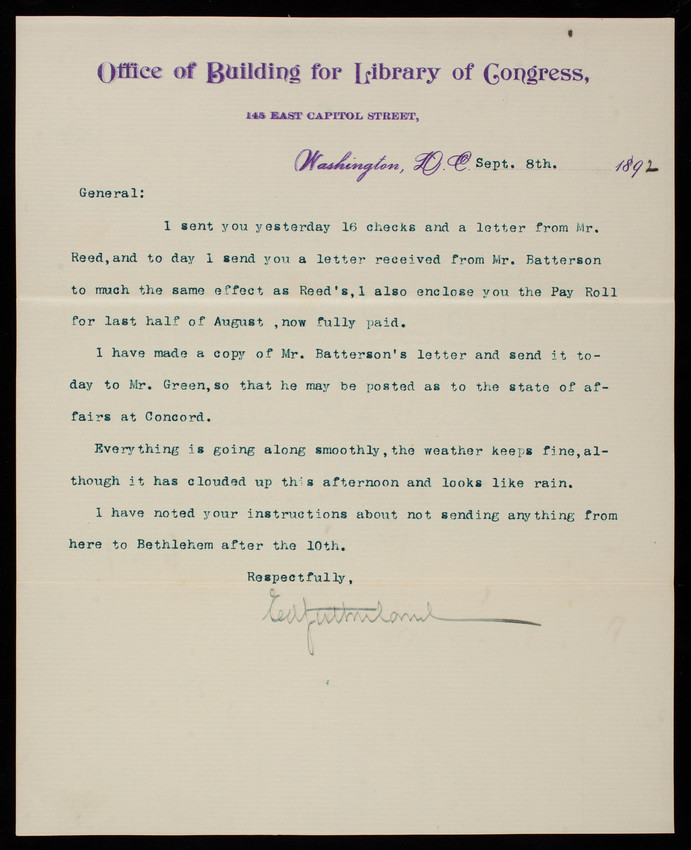 Office of Building for Library of Congress,
145 EAST CAPITOL STREET,
Washington, D. C. Sept. 8th. 1892
General:
I sent you yesterday 16 checks and a letter from Mr.
Reed,and to day I send you a letter received from Mr. Batterson
to much the same effect as Reed's,I also enclose you the Pay Roll
for last half of August ,now fully paid.
I have made a copy of Mr. Batterson's letter and send it to-
day to Mr. Green,so that he may be posted as to the state of af-
fairs at Concord.
Everything is going along smoothly,the weather keeps fine,al-
though it has clouded up this afternoon and looks like rain.
I have noted your instructions about not sending anything from
here to Bethlehem after the 10th.
Respectfully,